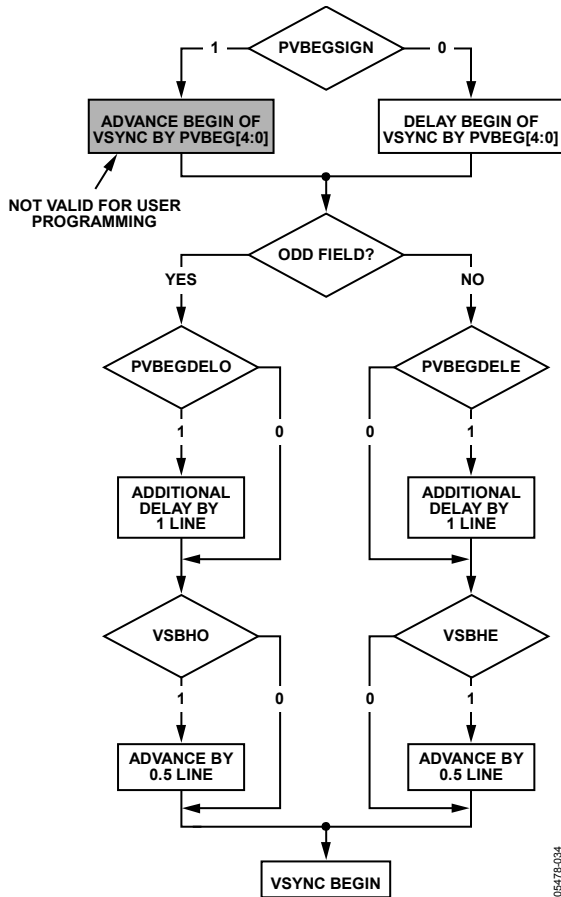 PVBEGSIGN
1
0
ADVANCE BEGIN OF
VSYNC BY PVBEG[4:0]
DELAY BEGIN OF
VSYNC BY PVBEG[4:0]
NOT VALID FOR USER
PROGRAMMING
ODD FIELD?
YES
NO
PVBEGDELO
PVBEGDELE
1
0
0
1
ADDITIONAL
DELAY BY
1 LINE
ADDITIONAL
DELAY BY
1 LINE
VSBHO
VSBHE
1
0
0
1
ADVANCE BY
0.5 LINE
ADVANCE BY
0.5 LINE
VSYNC BEGIN
05478-034